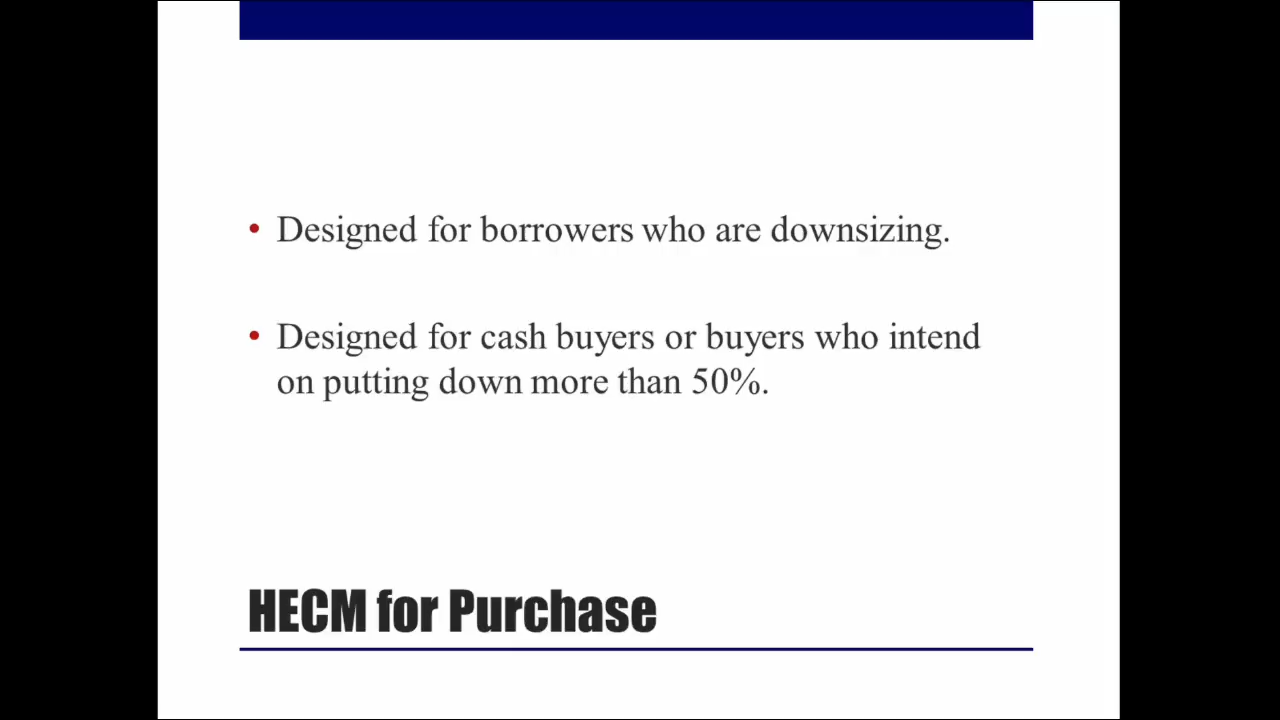 • Designed for borrowers who are downsizing.
• Designed for cash buyers or buyers who intend
on putting down more than 50%.
HECM for Purchase